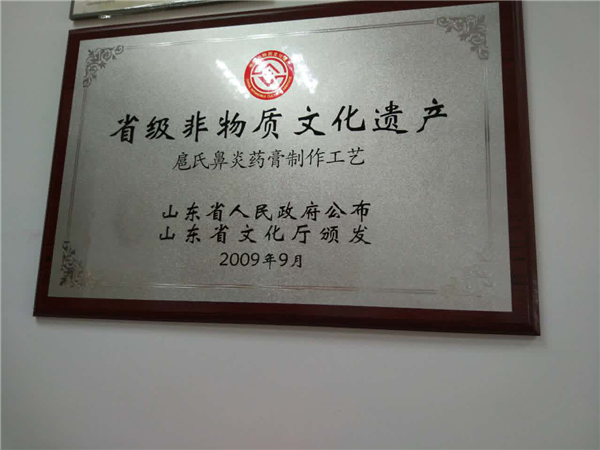 省级非物质文化遗产
扈氏鼻炎药膏制作工艺
山东省人民政府公布
山东省文化厅颁发
2009年9月